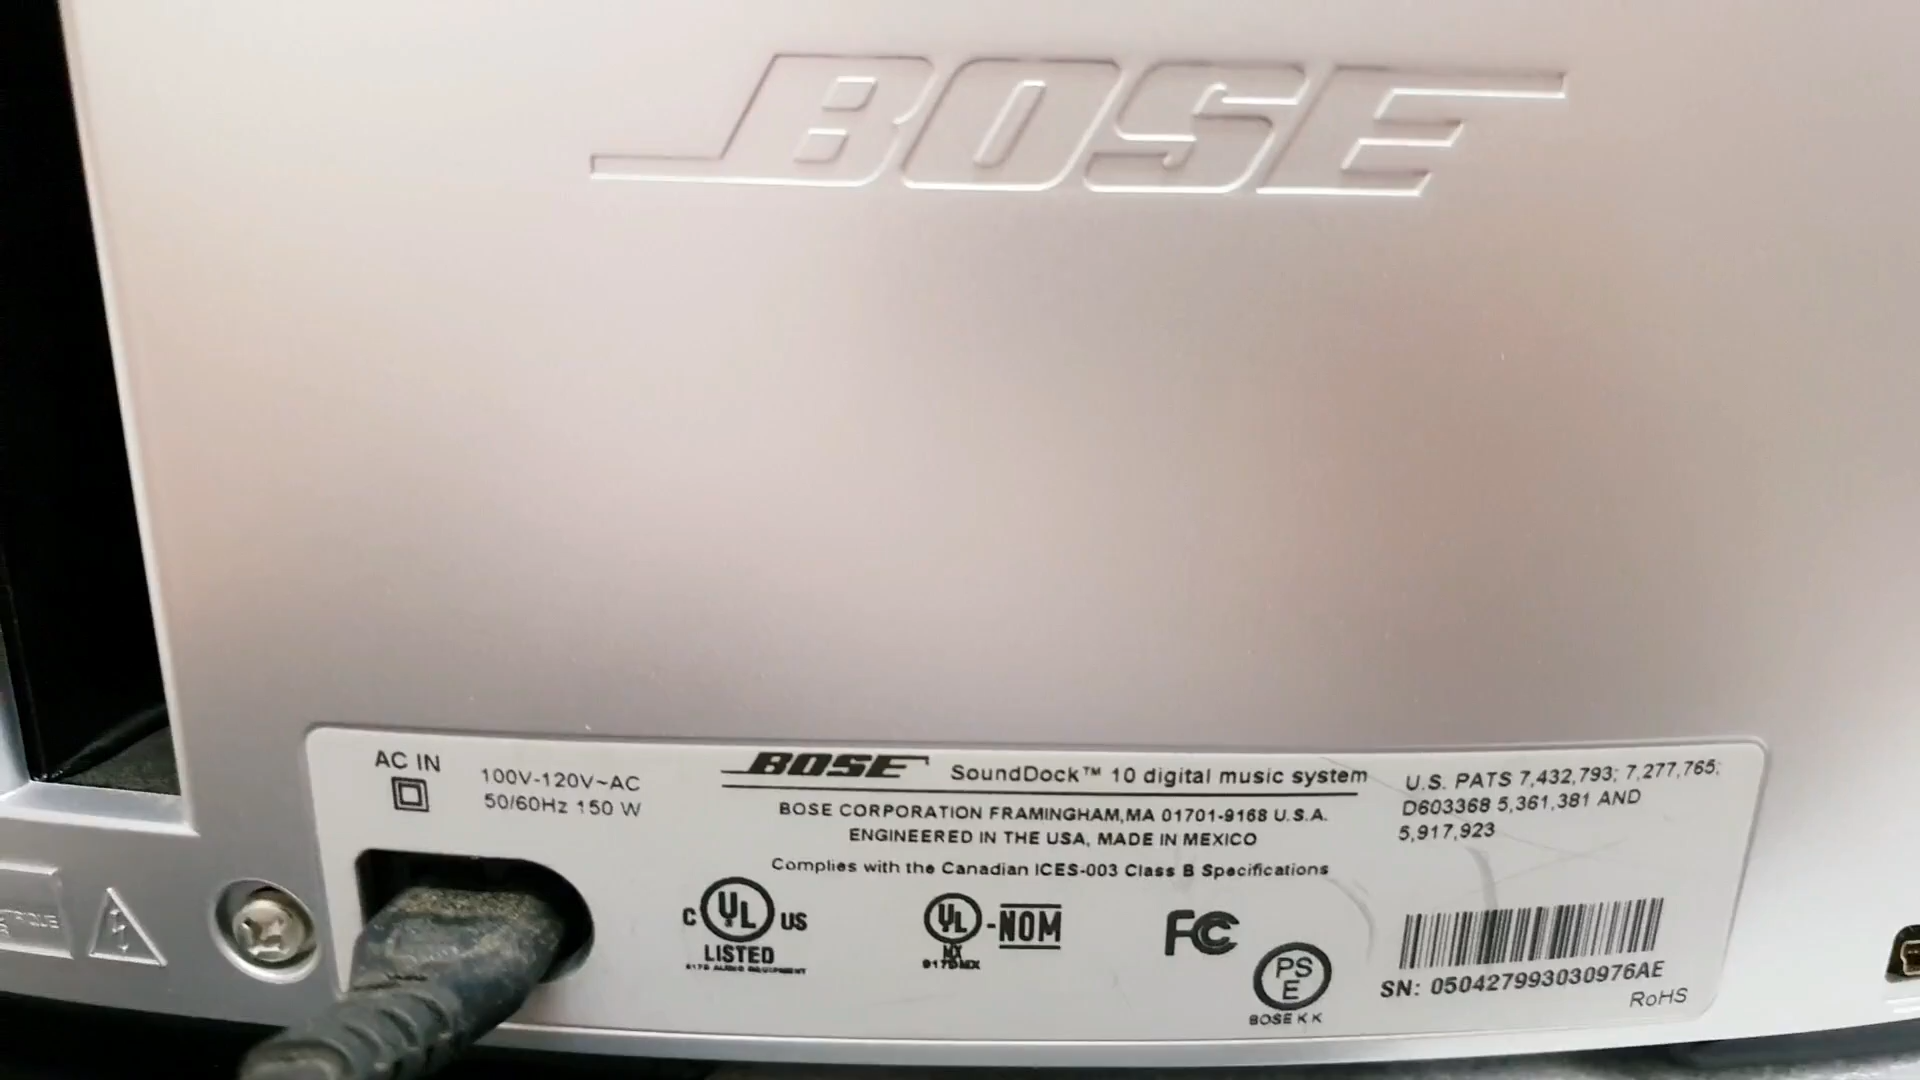 BOSE
AC IN
100V-120V~AC
50/60Hz 150 W
BOSE SoundDock™ 10 digital music system
BOSE CORPORATION FRAMINGHAM,MA 01701-9168 U.S.A.
ENGINEERED IN THE USA, MADE IN MEXICO
Complies with the Canadian ICES-003 Class B Specifications
U.S. PATS 7,432,793; 7,277,765;
D603368 5,361,381 AND
5,917,923
C UL US
LISTED
UL -NOM
MX
FC
PS
E
BOSE K K
SN: 050427993030976AE
RoHS